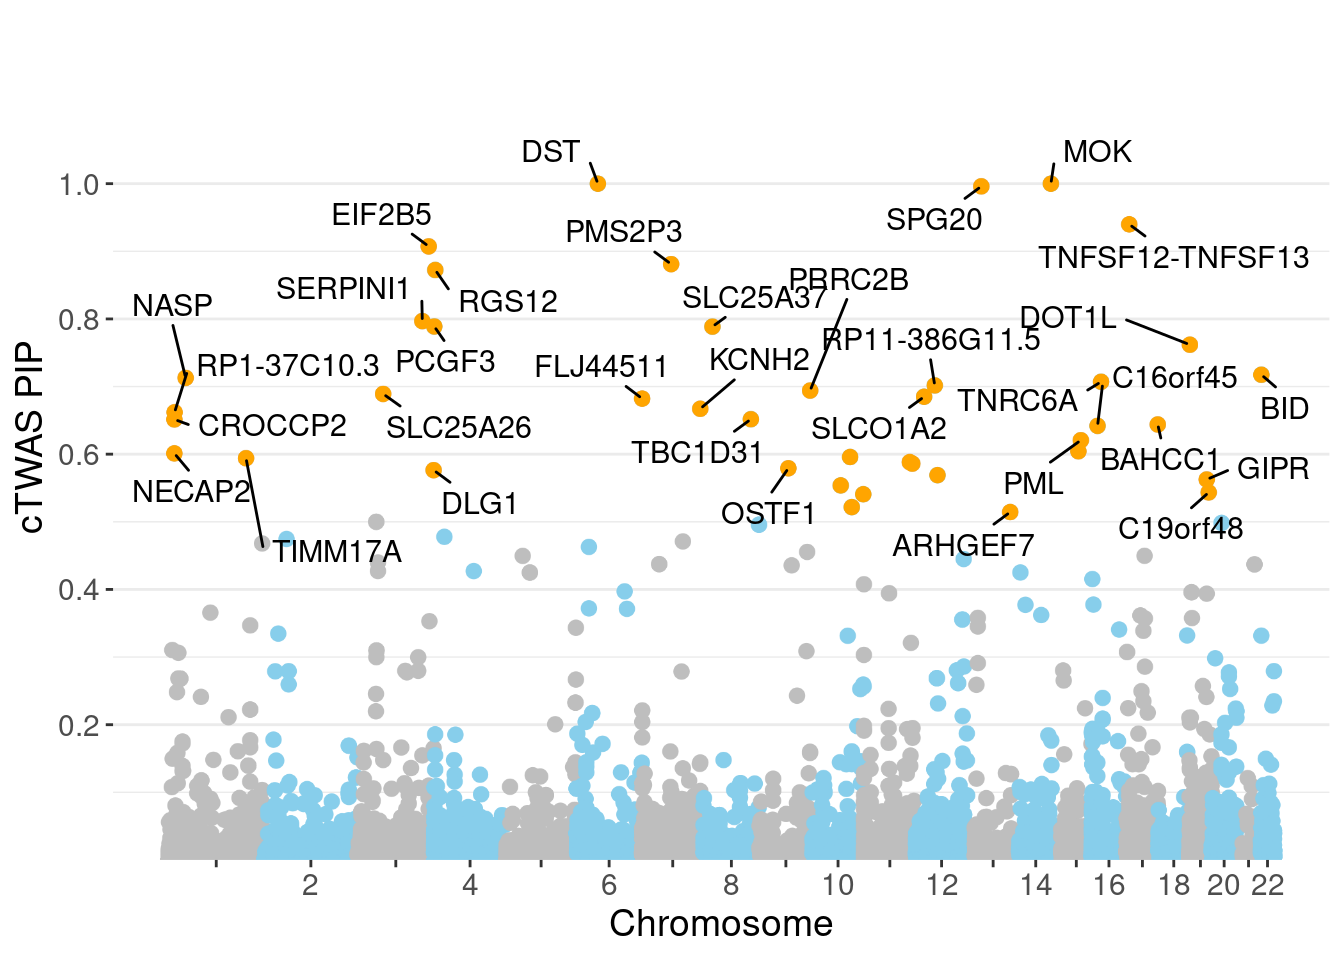 DST
MOK
1.0
EIF2B5
SPG20
PMS2P3
TNFSF12-TNFSF13
SERPINI1
RGS12
PRRC2B
SLC25A37
NASP
0.8
DOT1L
RP11-386G11.5
RP1-37C10.3
PCGF3
FLJ44511
KCNH2
C16orf45
TNRC6A
BID
CROCCP2
SLC25A26
SLCO1A2
0.6
TBC1D31
BAHCC1
GIPR
NECAP2
DLG1
OSTF1
PML
C19orf48
TIMM17A
ARHGEF7
0.4
0.2
cTWAS PIP
2
4
6
8
10
12
14
16
18
20
22
Chromosome